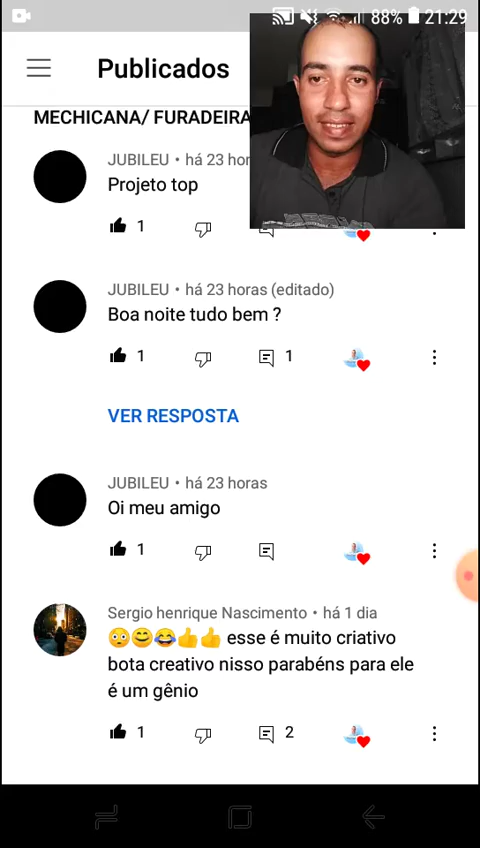 88% 21:29
Publicados
MECHICANA/ FURADEIRA
JUBILEU • há 23 hor
Projeto top
1
JUBILEU • há 23 horas (editado)
Boa noite tudo bem ?
1 1
VER RESPOSTA
JUBILEU • há 23 horas
Oi meu amigo
1
Sergio henrique Nascimento • há 1 dia
😳😊😂👍👍 esse é muito criativo
bota creativo nisso parabéns para ele
é um gênio
1 2